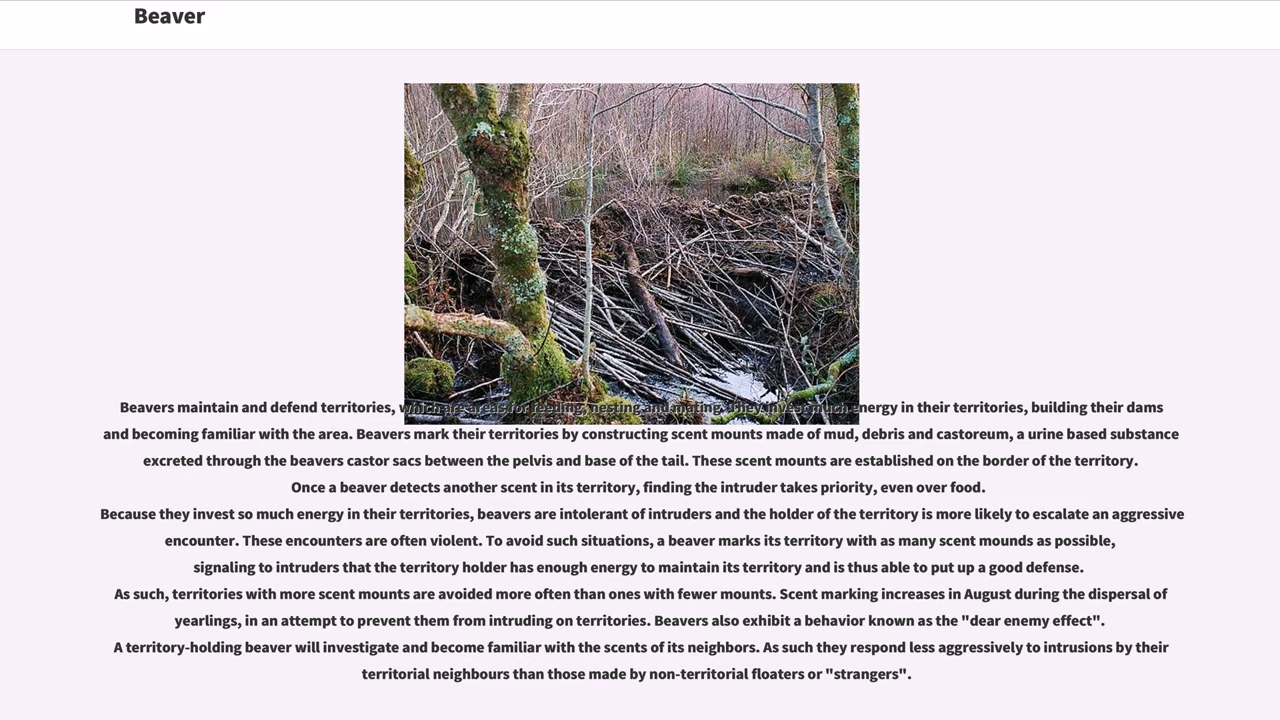 Beaver
Beavers maintain and defend territories, which are areas for feeding, nesting and mating. They invest much energy in their territories, building their dams
and becoming familiar with the area. Beavers mark their territories by constructing scent mounts made of mud, debris and castoreum, a urine based substance
excreted through the beavers castor sacs between the pelvis and base of the tail. These scent mounts are established on the border of the territory.
Once a beaver detects another scent in its territory, finding the intruder takes priority, even over food.
Because they invest so much energy in their territories, beavers are intolerant of intruders and the holder of the territory is more likely to escalate an aggressive
encounter. These encounters are often violent. To avoid such situations, a beaver marks its territory with as many scent mounds as possible,
signaling to intruders that the territory holder has enough energy to maintain its territory and is thus able to put up a good defense.
As such, territories with more scent mounts are avoided more often than ones with fewer mounts. Scent marking increases in August during the dispersal of
yearlings, in an attempt to prevent them from intruding on territories. Beavers also exhibit a behavior known as the "dear enemy effect".
A territory-holding beaver will investigate and become familiar with the scents of its neighbors. As such they respond less aggressively to intrusions by their
territorial neighbours than those made by non-territorial floaters or "strangers".